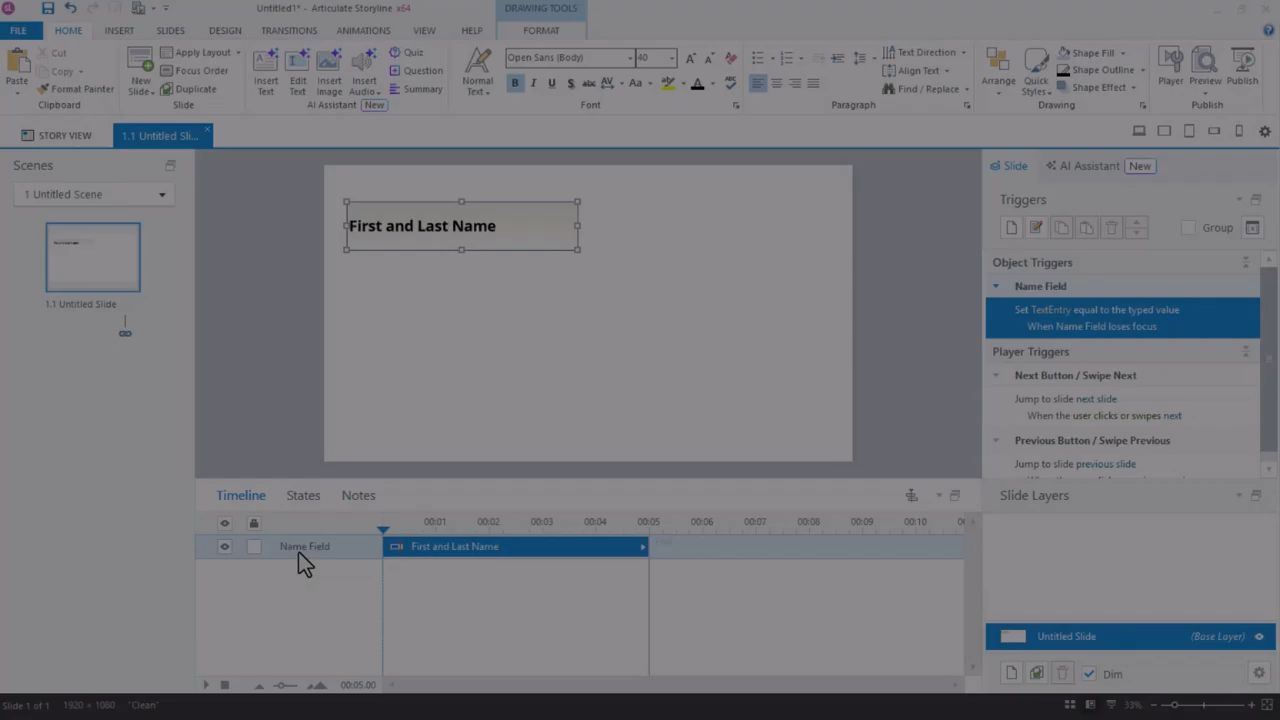 Untitled1* - Articulate Storyline x64
DRAWING TOOLS
FILE HOME INSERT SLIDES DESIGN TRANSITIONS ANIMATIONS VIEW HELP FORMAT
Paste
Cut
Copy
Format Painter
Clipboard
New Slide
Apply Layout
Focus Order
Duplicate
Slide
Insert Text
Edit Text
Insert Image
Insert Audio
Quiz
Question
Summary
AI Assistant New
Normal Text
Open Sans (Body) 40
B I U S abc AV Aa A
Font
Paragraph
Text Direction
Align Text
Find / Replace
Arrange
Quick Styles
Shape Fill
Shape Outline
Shape Effect
Drawing
Player
Preview
Publish
Publish
STORY VIEW
1.1 Untitled Sli...
Scenes
1 Untitled Scene
1.1 Untitled Slide
First and Last Name
Slide
AI Assistant New
Triggers
Group
Object Triggers
Name Field
Set TextEntry equal to the typed value
When Name Field loses focus
Player Triggers
Next Button / Swipe Next
Jump to slide next slide
When the user clicks or swipes next
Previous Button / Swipe Previous
Jump to slide previous slide
Timeline States Notes
00:01 00:02 00:03 00:04 00:05 00:06 00:07 00:08 00:09 00:10
Name Field
First and Last Name
00:05.00
Slide Layers
Untitled Slide (Base Layer)
Dim
Slide 1 of 1 1920 × 1080 "Clean" 33%